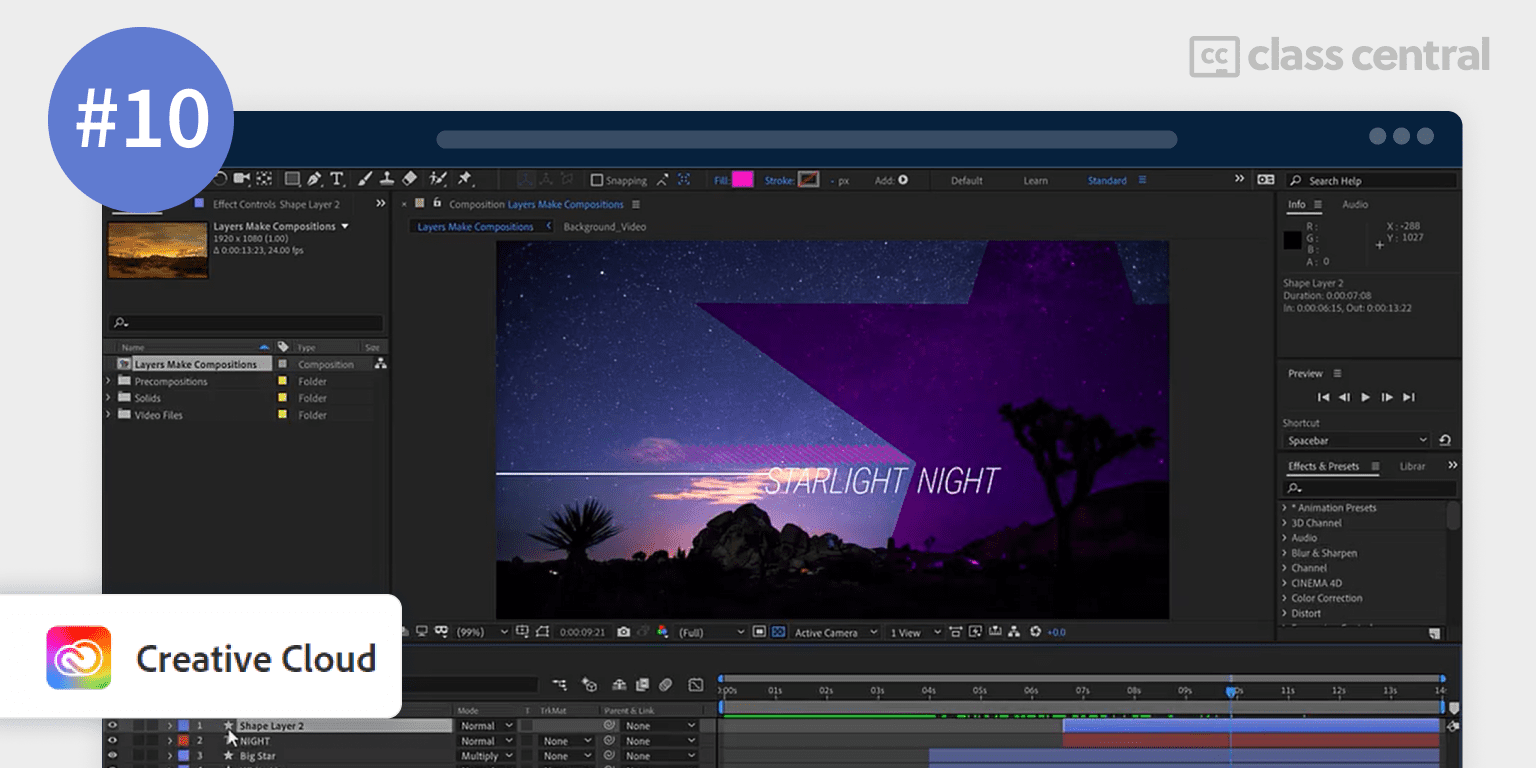 #10
cc class central
Snapping
Fill:
Stroke:
- px
Add:
Default
Learn
Standard
Search Help
Effect Controls Shape Layer 2
Composition Layers Make Compositions
Info
Audio
Layers Make Compositions
1920 x 1080 (1.00)
Δ 0:00:13:23, 24.00 fps
Layers Make Compositions
Background_Video
R :
G :
B :
A : 0
X : -288
Y : 1027
Shape Layer 2
Duration: 0:00:07:08
In: 0:00:06:15, Out: 0:00:13:22
Name
Type
Size
Layers Make Compositions
Composition
Precompositions
Folder
Solids
Folder
Video Files
Folder
STARLIGHT NIGHT
Preview
Shortcut
Spacebar
Effects & Presets
Librar
* Animation Presets
3D Channel
Audio
Blur & Sharpen
Channel
CINEMA 4D
Color Correction
Distort
(99%)
0:00:09:21
(Full)
Active Camera
1 View
+0.0
Creative Cloud
:00s 01s 02s 03s 04s 05s 06s 07s 08s 09s 0s 11s 12s 13s 14
Mode
T TrkMat
Parent & Link
1 Shape Layer 2 Normal None
2 NIGHT Normal None None
3 Big Star Multiply None None